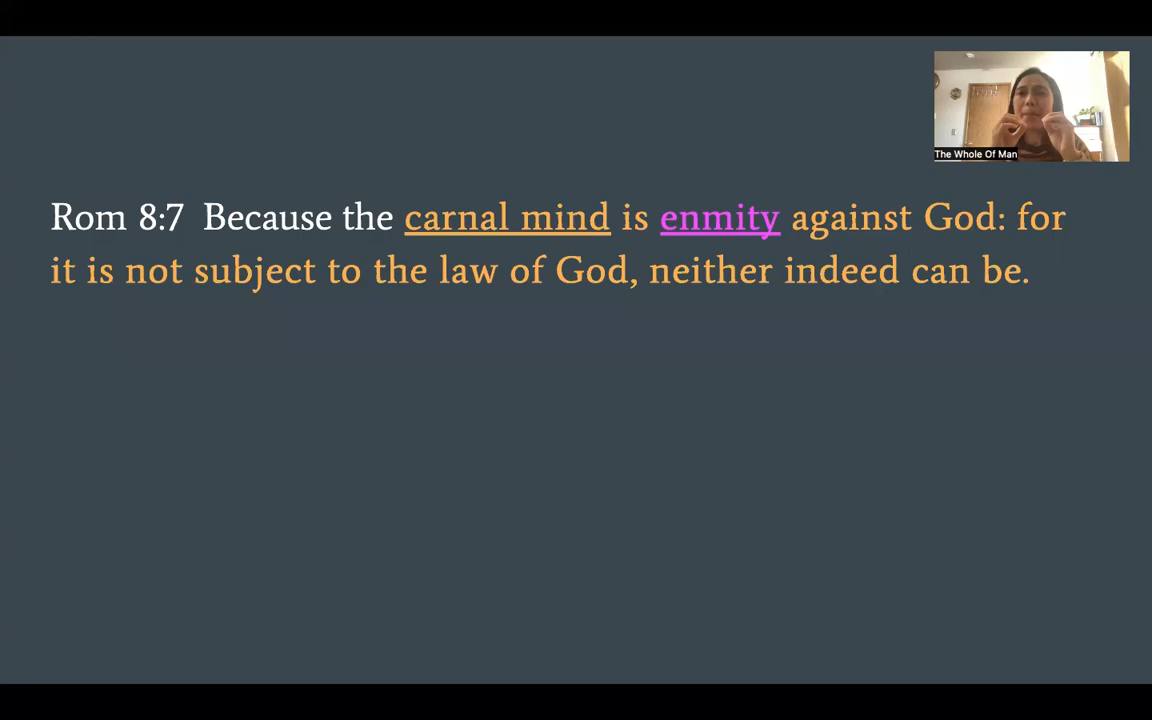 The Whole Of Man
Rom 8:7 Because the carnal mind is enmity against God: for
it is not subject to the law of God, neither indeed can be.